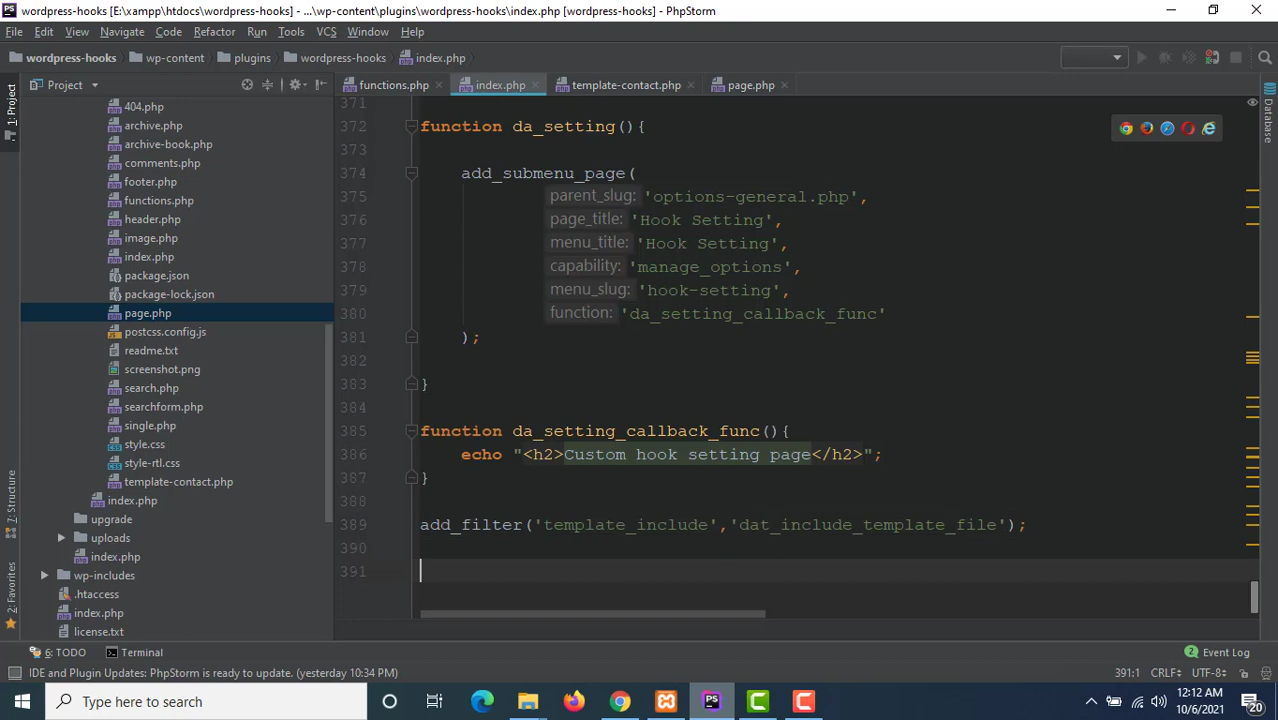 wordpress-hooks [E:\xampp\htdocs\wordpress-hooks] - ...\wp-content\plugins\wordpress-hooks\index.php [wordpress-hooks] - PhpStorm
File Edit View Navigate Code Refactor Run Tools VCS Window Help
wordpress-hooks wp-content plugins wordpress-hooks index.php
Project functions.php index.php template-contact.php page.php
1: Project
7: Structure
2: Favorites
Database
404.php
archive.php
archive-book.php
comments.php
footer.php
functions.php
header.php
image.php
index.php
package.json
package-lock.json
page.php
postcss.config.js
readme.txt
screenshot.png
search.php
searchform.php
single.php
style.css
style-rtl.css
template-contact.php
index.php
upgrade
uploads
index.php
wp-includes
.htaccess
index.php
license.txt
371
372 function da_setting(){
373
374 add_submenu_page(
375 parent_slug: 'options-general.php',
376 page_title: 'Hook Setting',
377 menu_title: 'Hook Setting',
378 capability: 'manage_options',
379 menu_slug: 'hook-setting',
380 function: 'da_setting_callback_func'
381 );
382
383 }
384
385 function da_setting_callback_func(){
386 echo "<h2>Custom hook setting page</h2>";
387 }
388
389 add_filter('template_include','dat_include_template_file');
390
391
6: TODO Terminal 2 Event Log
IDE and Plugin Updates: PhpStorm is ready to update. (yesterday 10:34 PM) 391:1 CRLF UTF-8
Type here to search
PS
12:12 AM
10/6/2021
20